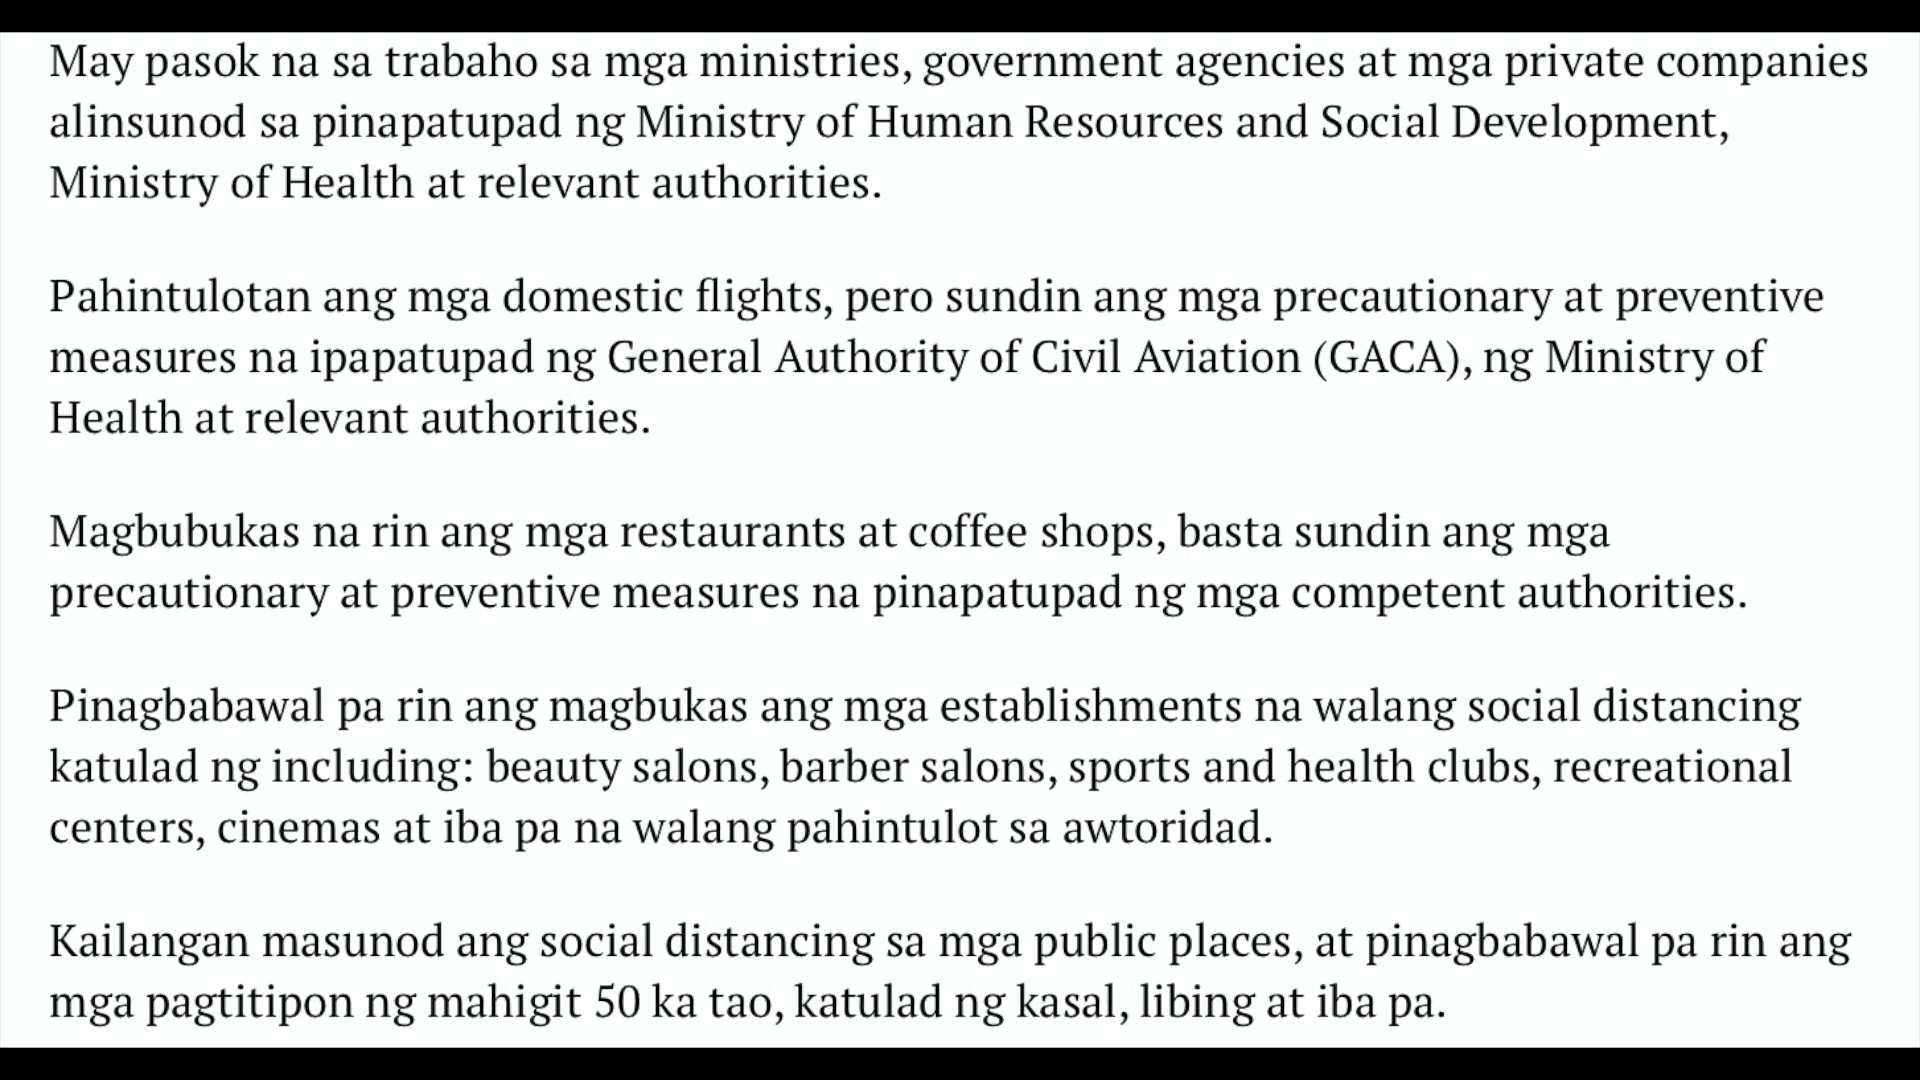 May pasok na sa trabaho sa mga ministries, government agencies at mga private companies
alinsunod sa pinapatupad ng Ministry of Human Resources and Social Development,
Ministry of Health at relevant authorities.
Pahintulotan ang mga domestic flights, pero sundin ang mga precautionary at preventive
measures na ipapatupad ng General Authority of Civil Aviation (GACA), ng Ministry of
Health at relevant authorities.
Magbubukas na rin ang mga restaurants at coffee shops, basta sundin ang mga
precautionary at preventive measures na pinapatupad ng mga competent authorities.
Pinagbabawal pa rin ang magbukas ang mga establishments na walang social distancing
katulad ng including: beauty salons, barber salons, sports and health clubs, recreational
centers, cinemas at iba pa na walang pahintulot sa awtoridad.
Kailangan masunod ang social distancing sa mga public places, at pinagbabawal pa rin ang
mga pagtitipon ng mahigit 50 ka tao, katulad ng kasal, libing at iba pa.